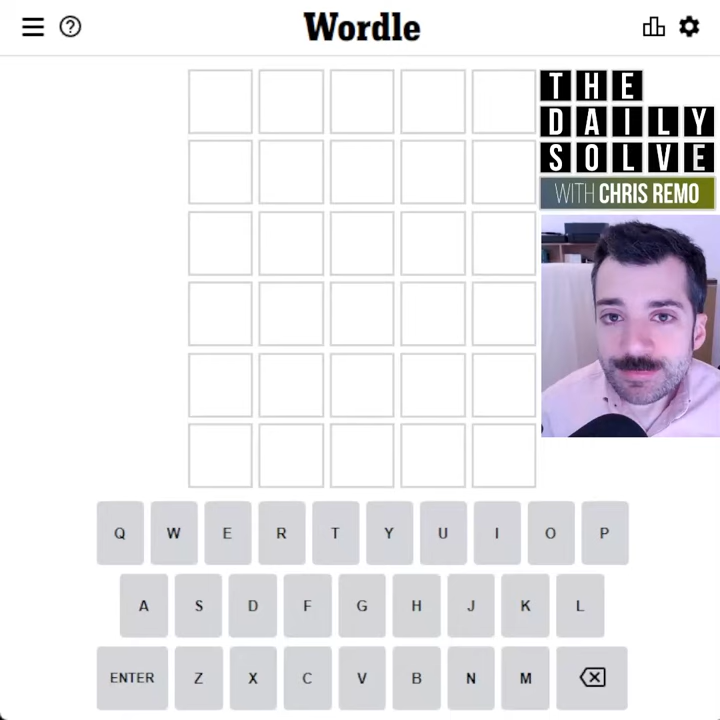 Wordle
THE
DAILY
SOLVE
WITH CHRIS REMO
Q W E R T Y U I O P
A S D F G H J K L
ENTER Z X C V B N M